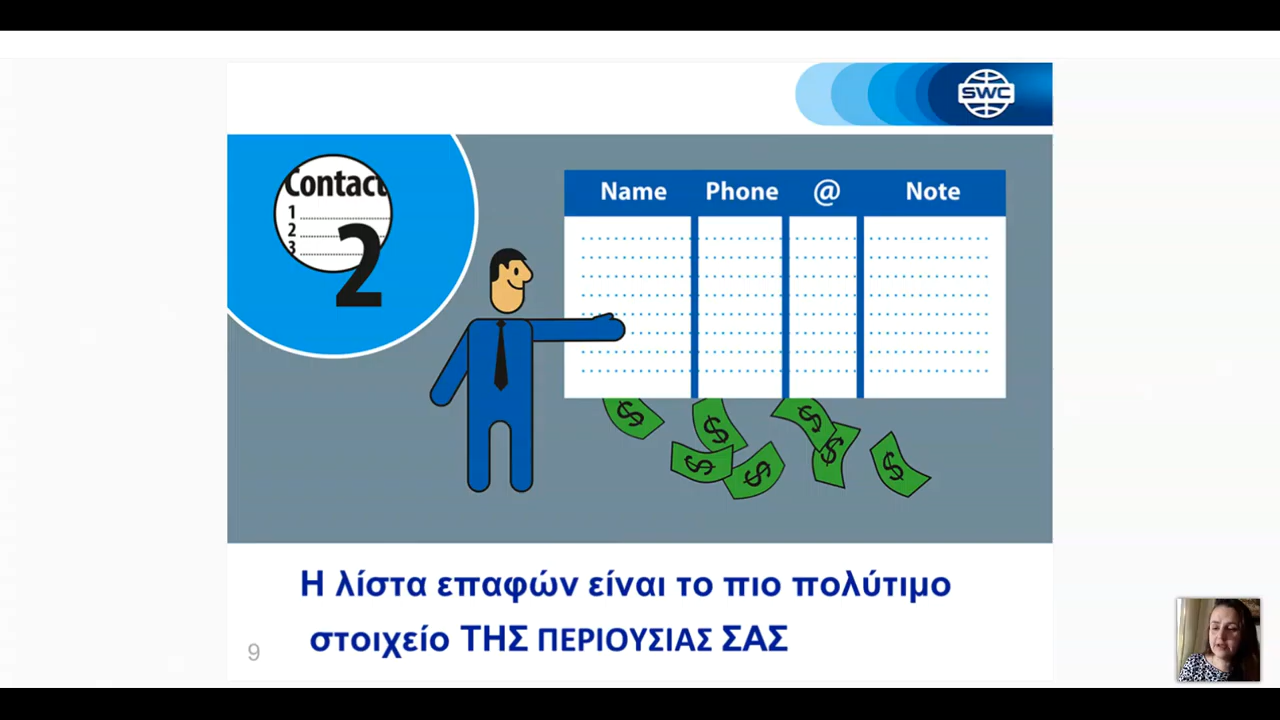 SWC
Contact
1
2
3
2
Name Phone @ Note
$ $ $ $ $ $ $
Η λίστα επαφών είναι το πιο πολύτιμο
στοιχείο ΤΗΣ ΠΕΡΙΟΥΣΙΑΣ ΣΑΣ
9